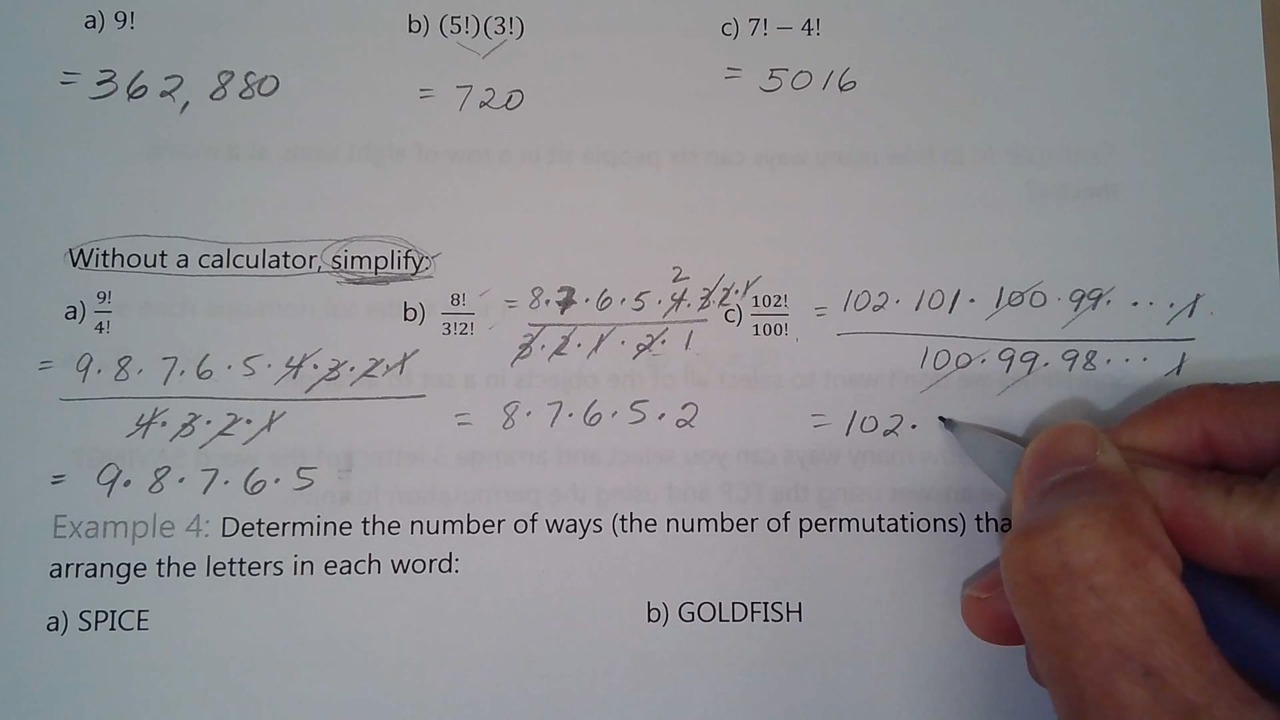 a) 9!
b) (5!)(3!)
c) 7! − 4!
= 362,880
= 720
= 5016
Without a calculator, simplify:
a) 9!/4!
= 9·8·7·6·5·4·3·2·1
4·3·2·1
= 9·8·7·6·5
b) 8!/3!2!
= 8·7·6·5·4·3·2·1
3·2·1·2·1
2
= 8·7·6·5·2
c) 102!/100!
= 102·101·100·99·...1
100·99·98...1
= 102·
Example 4: Determine the number of ways (the number of permutations)
arrange the letters in each word:
a) SPICE
b) GOLDFISH